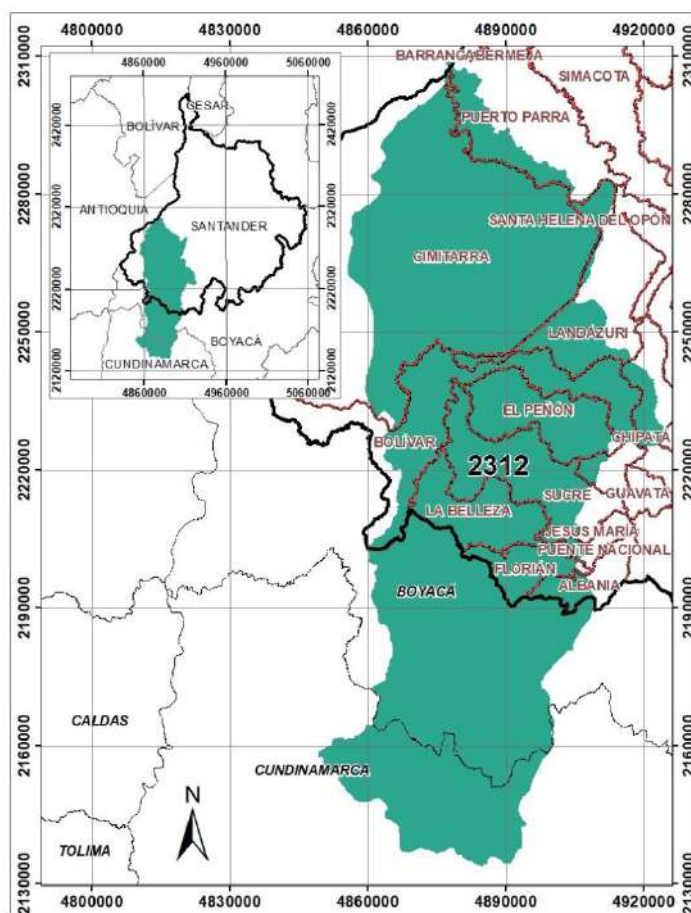 4800000 4830000 4860000 4890000 4920000
2310000
2280000
2250000
2220000
2190000
2160000
2130000
4860000 4960000 5060000
2420000
2320000
2220000
2120000
CESAR
BOLÍVAR
ANTIOQUIA
SANTANDER
BOYACÁ
CUNDINAMARCA
2420000
2320000
2220000
2120000
4860000 4960000 5060000
BARRANCABERMEJA
SIMACOTA
PUERTO PARRA
SANTA HELENA DEL OPÓN
CIMITARRA
LANDAZURI
EL PEÑÓN
BOLÍVAR
CHIPATÁ
2312
SUCRE
GUAVATÁ
LA BELLEZA
JESÚS MARÍA
PUENTE NACIONAL
FLORIÁN
ALBANIA
BOYACÁ
CALDAS
CUNDINAMARCA
N
TOLIMA
2310000
2280000
2250000
2220000
2190000
2160000
2130000
4800000 4830000 4860000 4890000 4920000